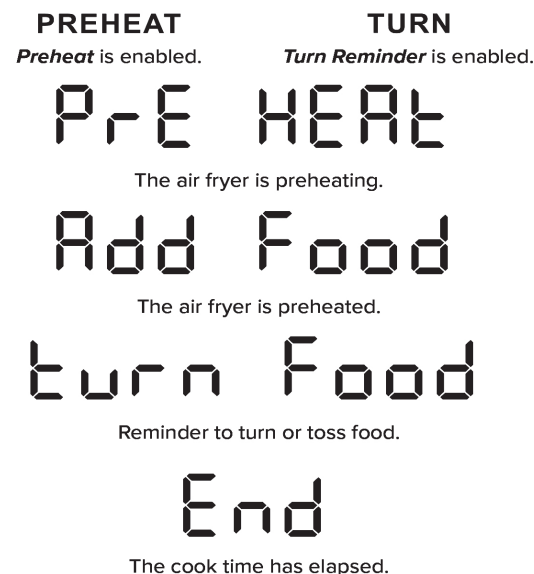 PREHEAT TURN
Preheat is enabled. Turn Reminder is enabled.
PrE HEAt
The air fryer is preheating.
Add Food
The air fryer is preheated.
turn Food
Reminder to turn or toss food.
End
The cook time has elapsed.